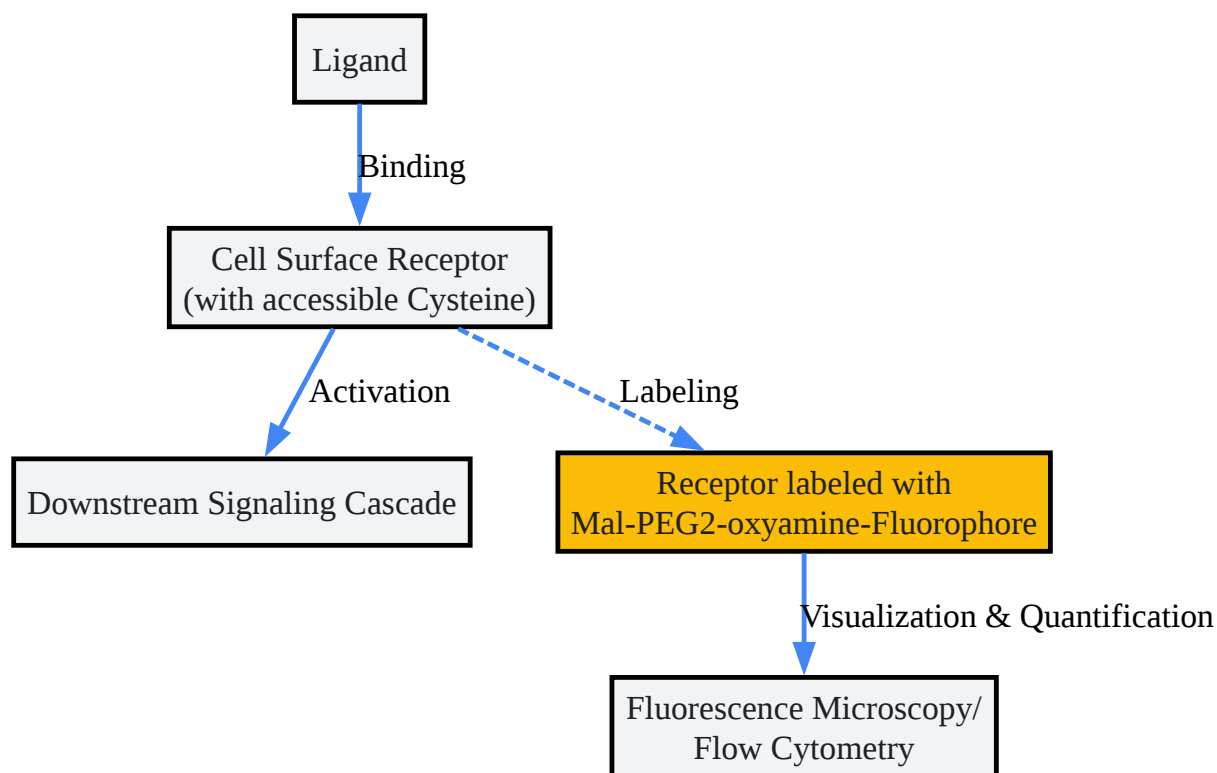 Ligand
Binding
Cell Surface Receptor
(with accessible Cysteine)
Activation
Labeling
Downstream Signaling Cascade
Receptor labeled with
Mal-PEG2-oxyamine-Fluorophore
Visualization & Quantification
Fluorescence Microscopy/
Flow Cytometry